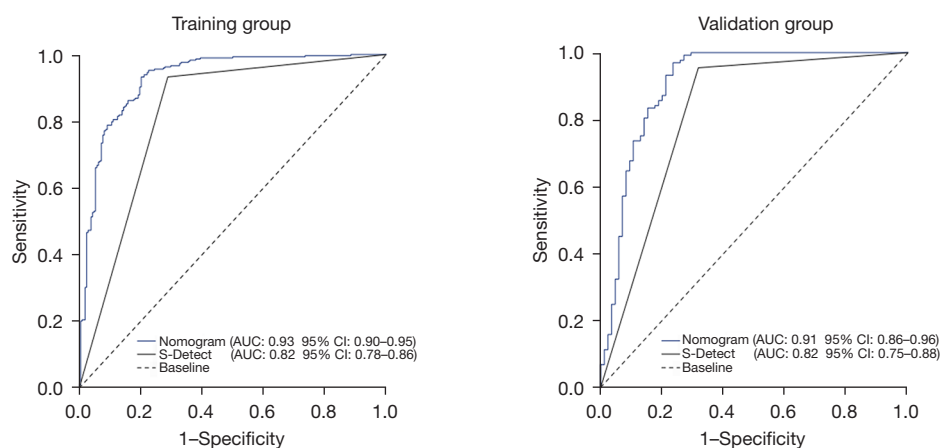 Training group
1.0
0.8
0.6
0.4
0.2
0.0
Sensitivity
Nomogram (AUC: 0.93 95% CI: 0.90–0.95)
S-Detect (AUC: 0.82 95% CI: 0.78–0.86)
Baseline
0.0 0.2 0.4 0.6 0.8 1.0
1–Specificity
Validation group
1.0
0.8
0.6
0.4
0.2
0.0
Sensitivity
Nomogram (AUC: 0.91 95% CI: 0.86–0.96)
S-Detect (AUC: 0.82 95% CI: 0.75–0.88)
Baseline
0.0 0.2 0.4 0.6 0.8 1.0
1–Specificity